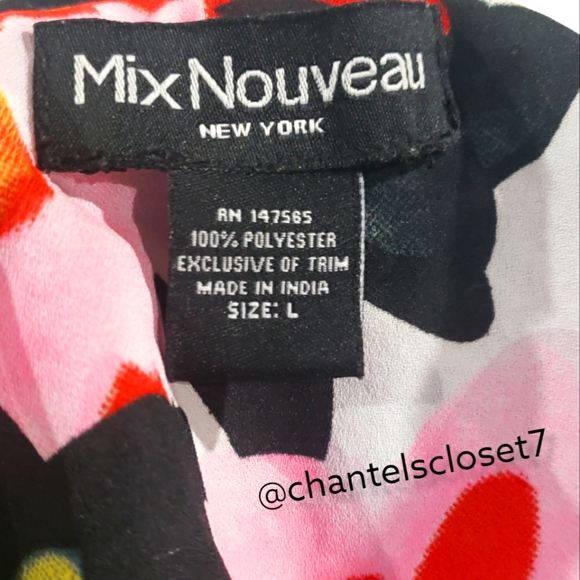 Mix Nouveau
NEW YORK
RN 147565
100% POLYESTER
EXCLUSIVE OF TRIM
MADE IN INDIA
SIZE: L
@chantelscloset7